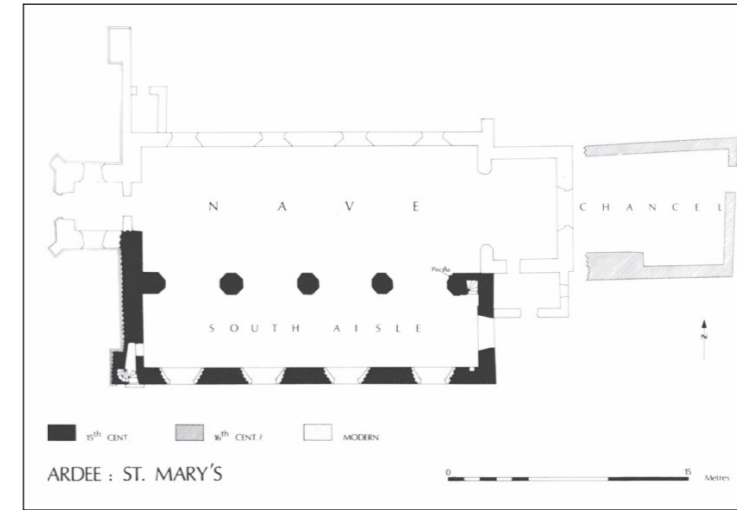 N A V E
C H A N C E L
Piscina
S O U T H A I S L E
N
15th CENT
16th CENT. ?
MODERN
ARDEE : ST. MARY'S
0 15
Metres